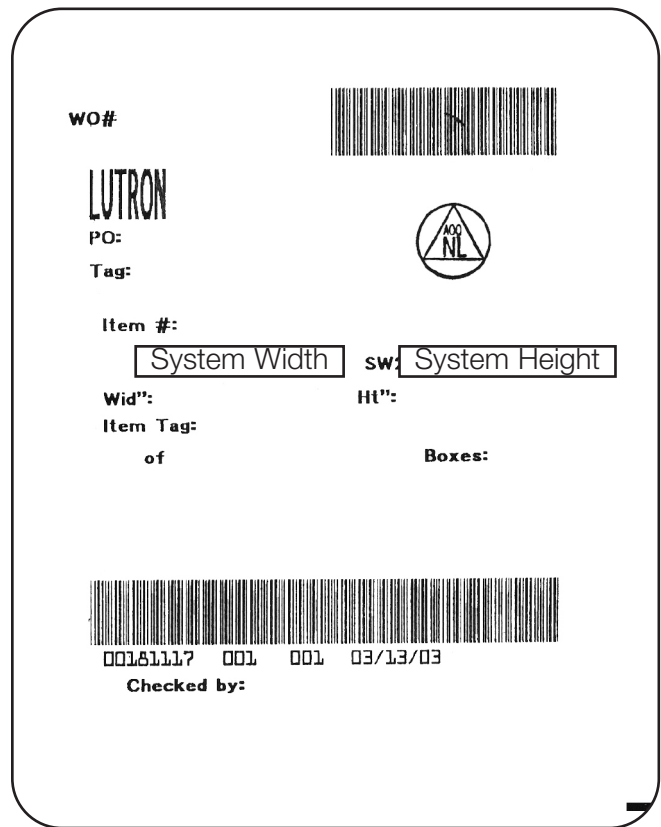 WO#
LUTRON
AOQ
NL
PO:
Tag:
Item #:
System Width SW: System Height
Wid": Ht":
Item Tag:
of Boxes:
00181117 001 001 03/13/03
Checked by: